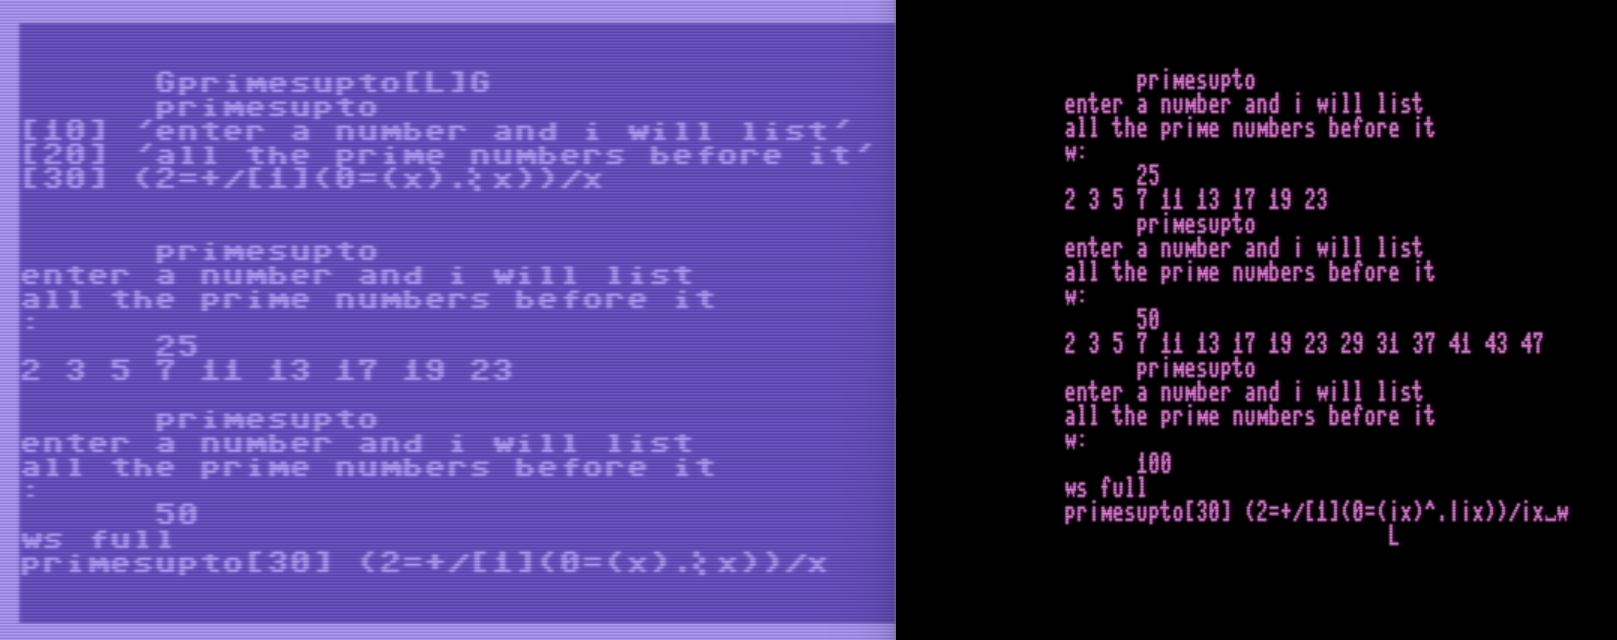 Gprimesupto[L]G
primesupto
[10] ´enter a number and i will list´
[20] ´all the prime numbers before it´
[30] (2=+/[1](0=(x).¦x))/x
primesupto
enter a number and i will list
all the prime numbers before it
:
25
2 3 5 7 11 13 17 19 23
primesupto
enter a number and i will list
all the prime numbers before it
:
50
ws full
primesupto[30] (2=+/[1](0=(x).¦x))/x
primesupto
enter a number and i will list
all the prime numbers before it
w:
25
2 3 5 7 11 13 17 19 23
primesupto
enter a number and i will list
all the prime numbers before it
w:
50
2 3 5 7 11 13 17 19 23 29 31 37 41 43 47
primesupto
enter a number and i will list
all the prime numbers before it
w:
100
ws full
primesupto[30] (2=+/[1](0=(ix)^.|ix))/ix⎵w
L